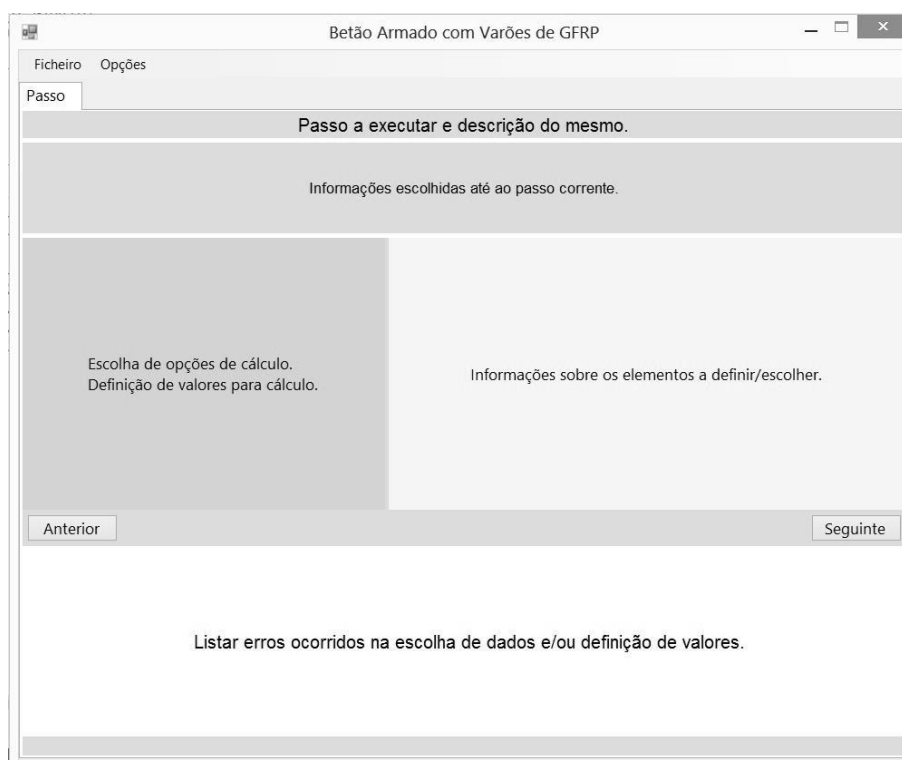 Betão Armado com Varões de GFRP
Ficheiro Opções
Passo
Passo a executar e descrição do mesmo.
Informações escolhidas até ao passo corrente.
Escolha de opções de cálculo.
Definição de valores para cálculo.
Informações sobre os elementos a definir/escolher.
Anterior
Seguinte
Listar erros ocorridos na escolha de dados e/ou definição de valores.